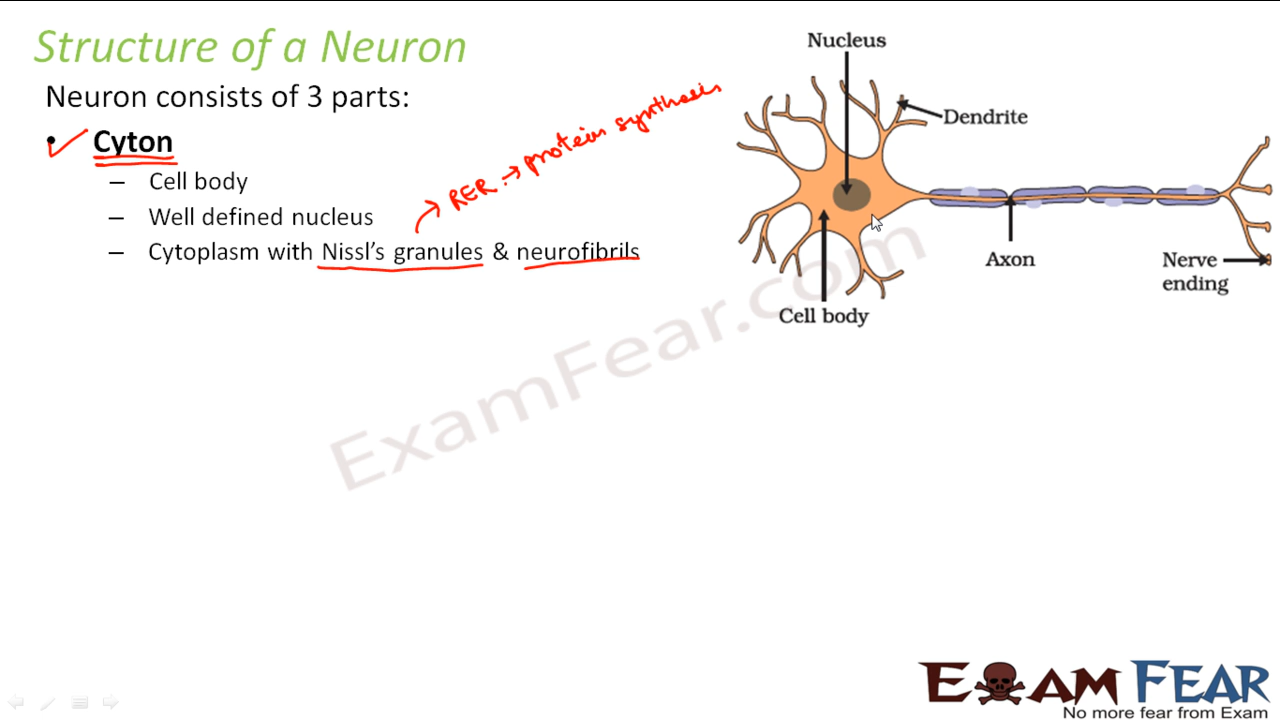 Structure of a Neuron
Neuron consists of 3 parts:
• Cyton
– Cell body
– Well defined nucleus
– Cytoplasm with Nissl's granules & neurofibrils
→ RER → protein synthesis
Nucleus
Dendrite
Axon
Nerve
ending
Cell body
ExamFear.com
EXAM FEAR
No more fear from Exam